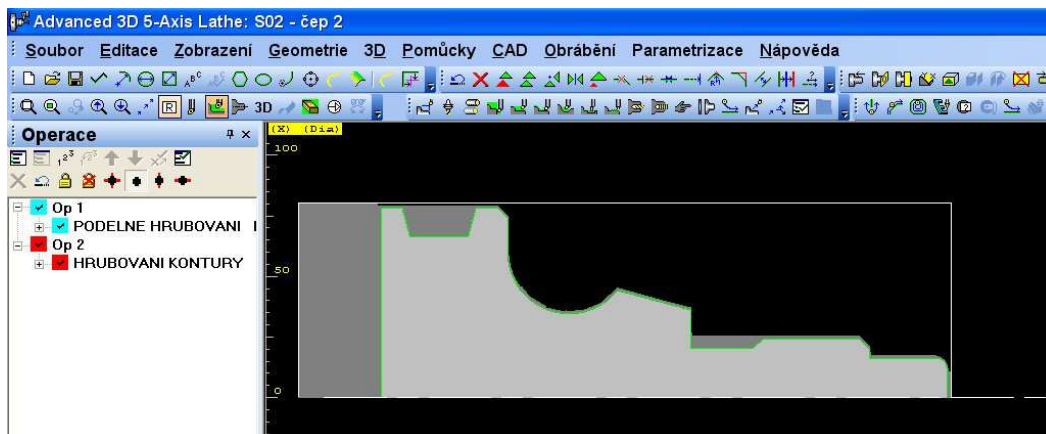 Advanced 3D 5-Axis Lathe: S02 - čep 2
Soubor Editace Zobrazení Geometrie 3D Pomůcky CAD Obrábění Parametrizace Nápověda
3D
Operace
(X) (Dia)
100
50
0
Op 1
PODELNE HRUBOVANI
Op 2
HRUBOVANI KONTURY